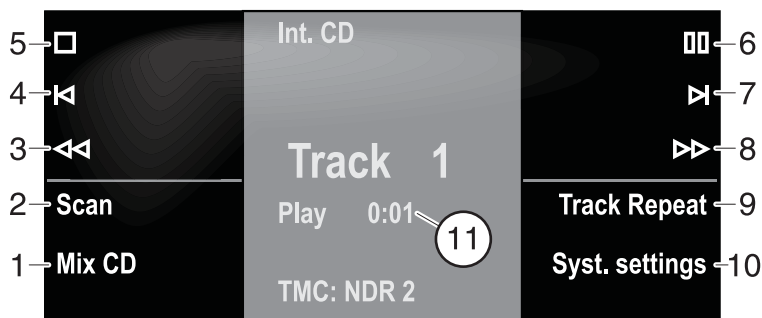 Int. CD
5
6
4
7
3
8
Track 1
2 Scan
Play 0:01
Track Repeat 9
11
1 Mix CD
Syst. settings 10
TMC: NDR 2